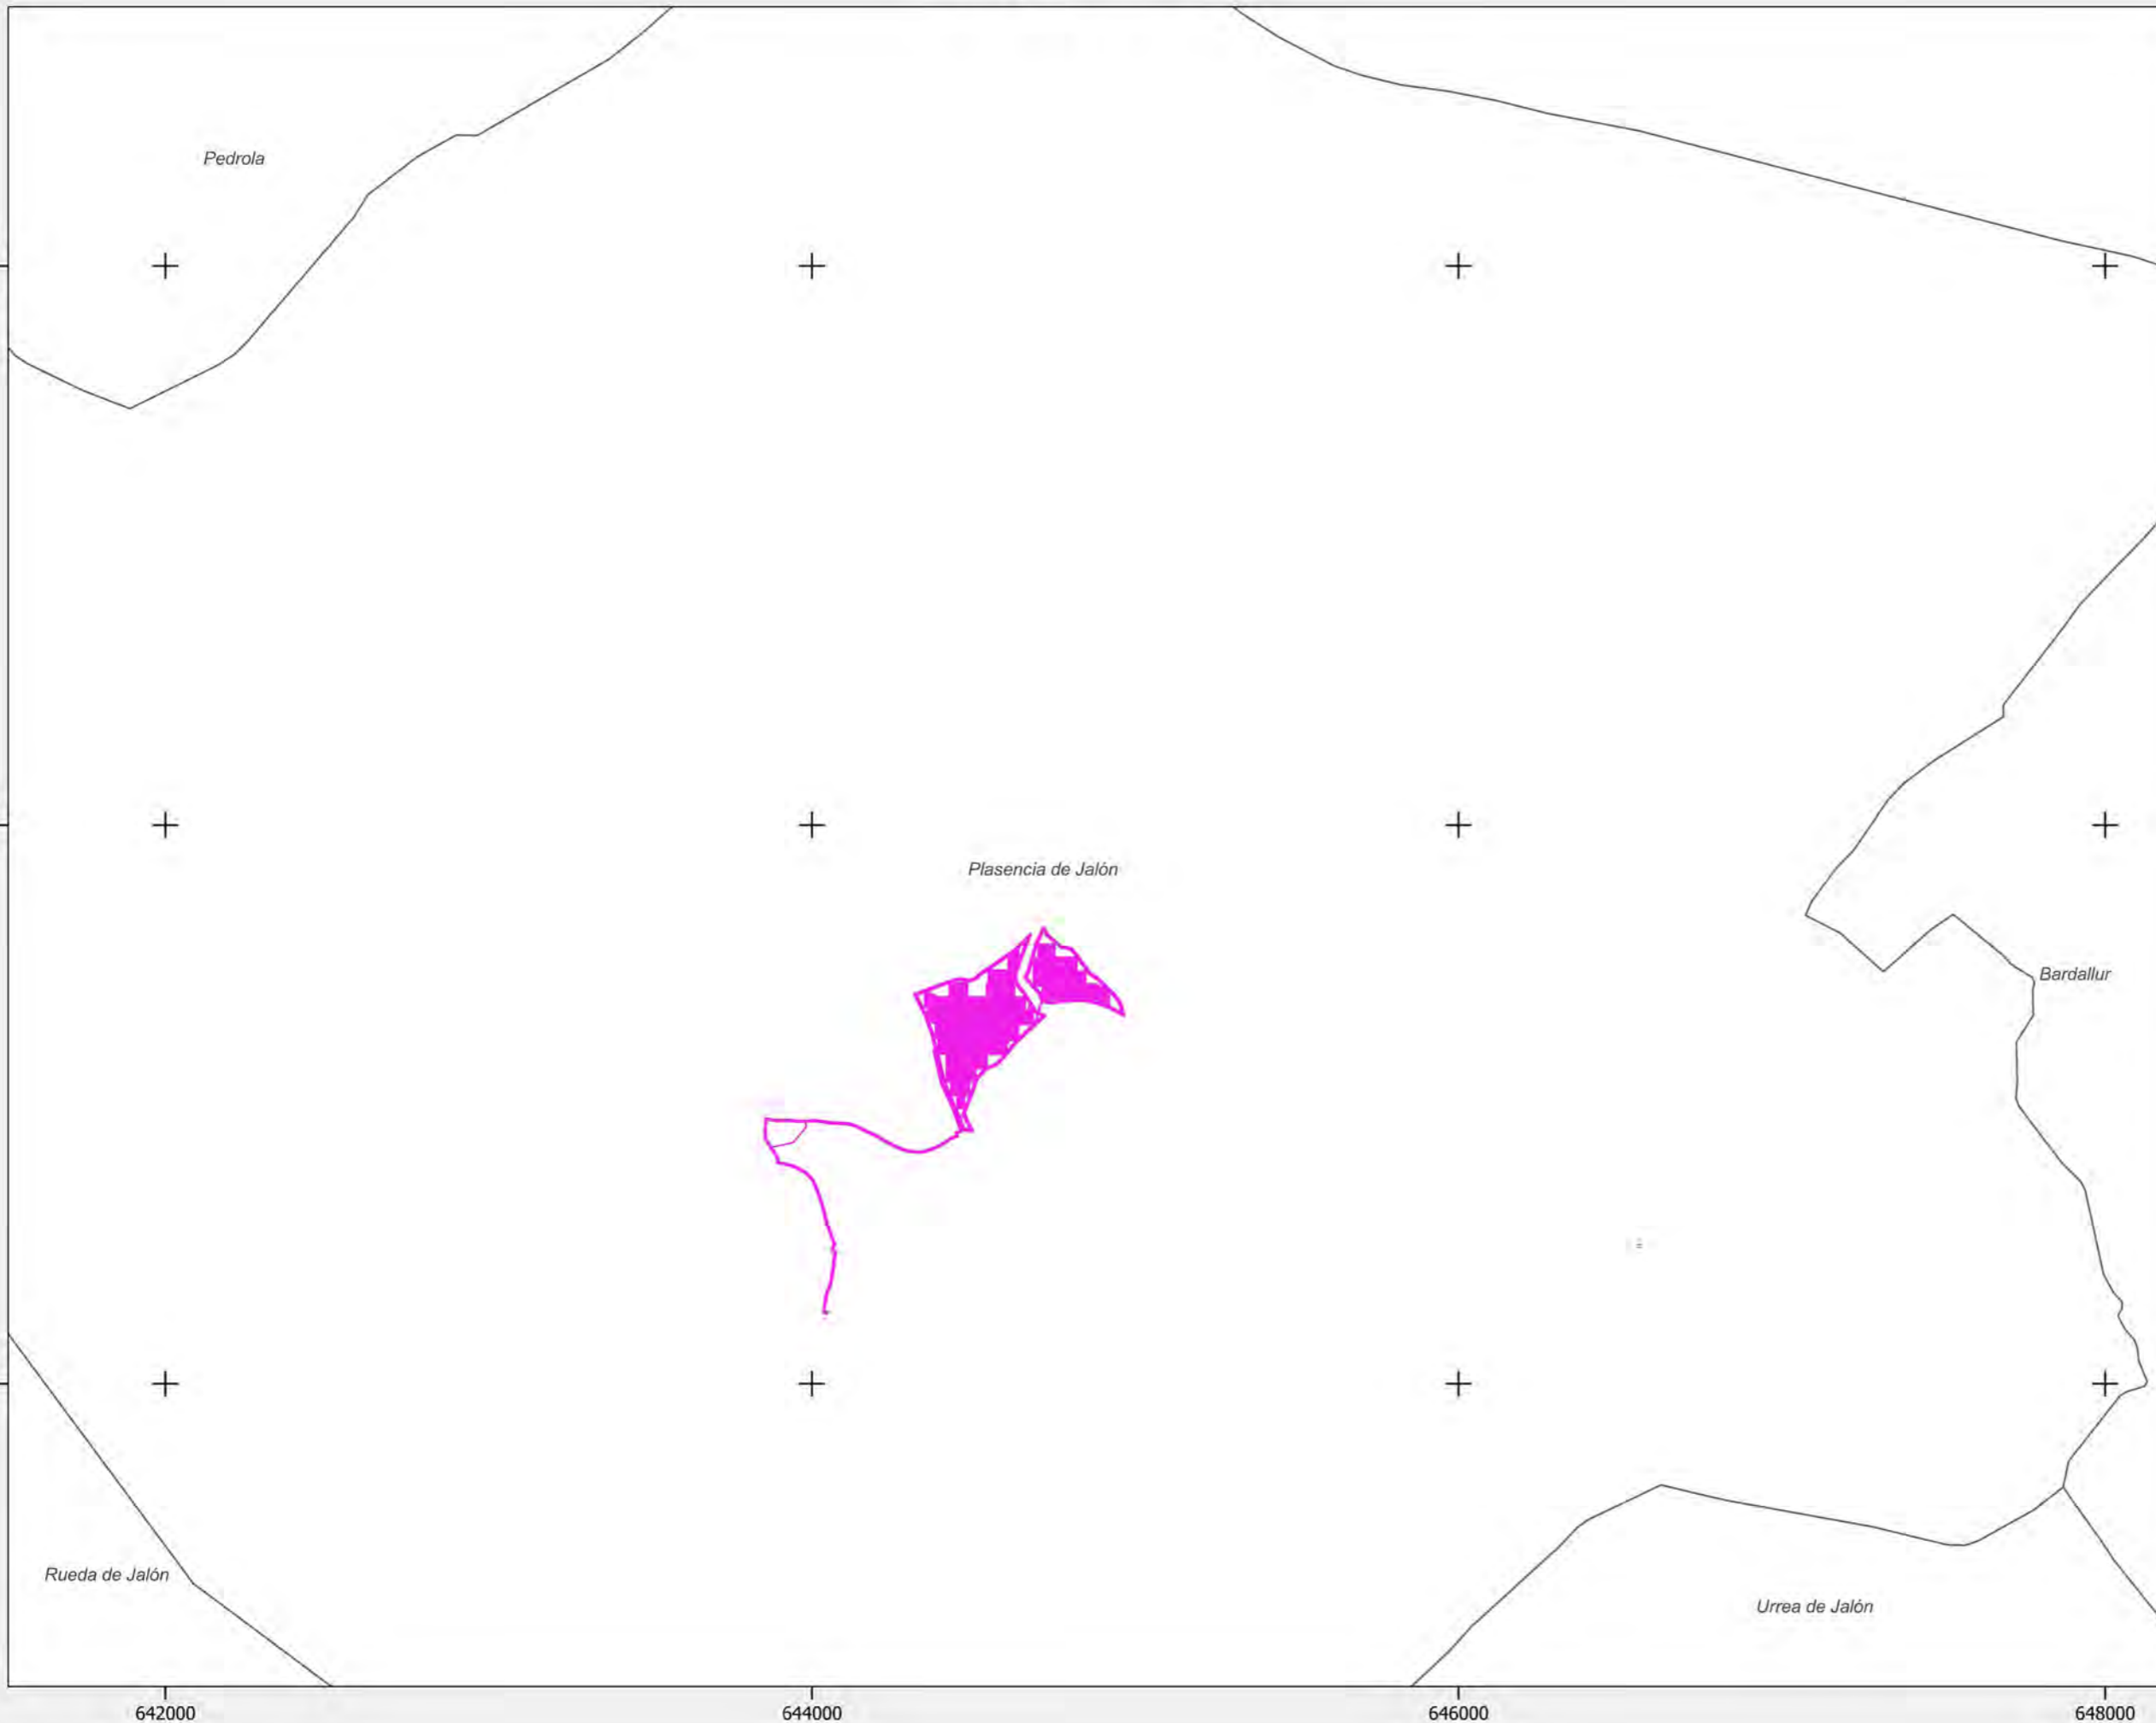 Pedrola
Plasencia de Jalón
Bardallur
Rueda de Jalón
Urrea de Jalón
642000
644000
646000
648000